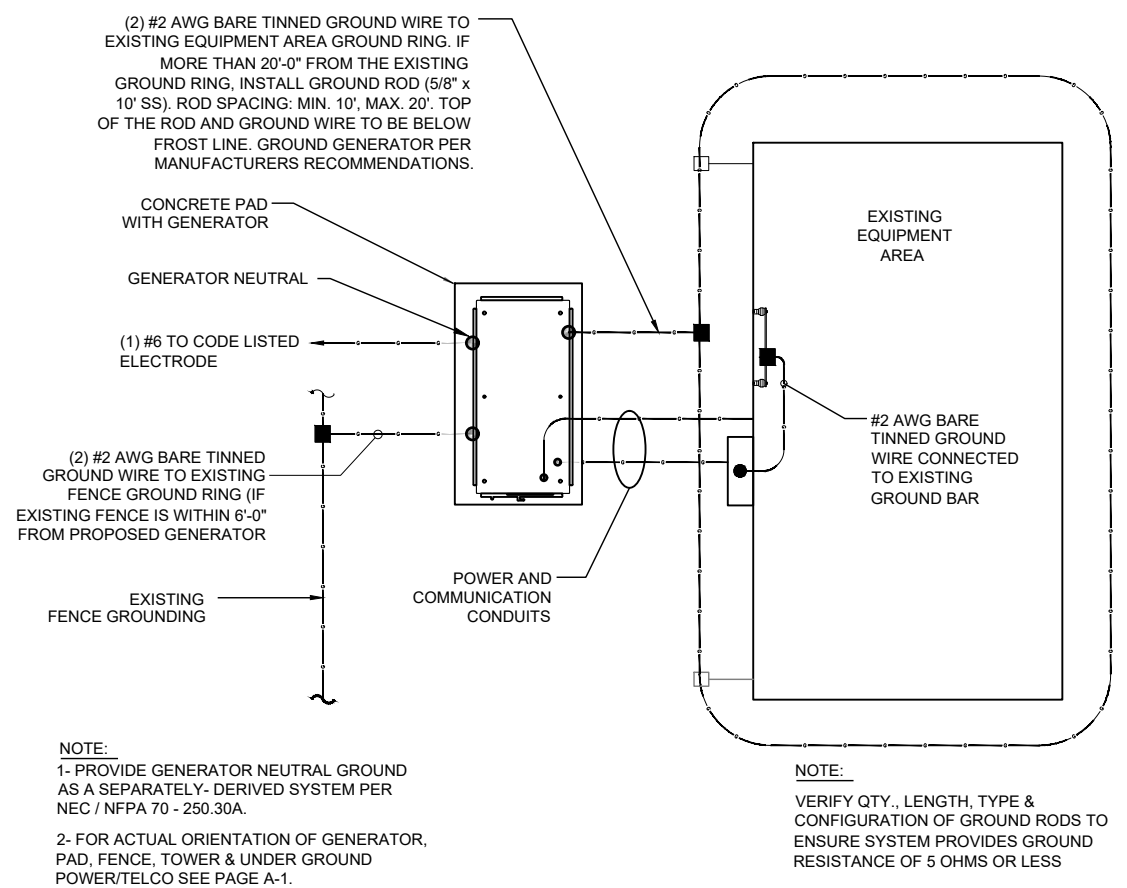 (2) #2 AWG BARE TINNED GROUND WIRE TO
EXISTING EQUIPMENT AREA GROUND RING. IF
MORE THAN 20'-0" FROM THE EXISTING
GROUND RING, INSTALL GROUND ROD (5/8" x
10' SS). ROD SPACING: MIN. 10', MAX. 20'. TOP
OF THE ROD AND GROUND WIRE TO BE BELOW
FROST LINE. GROUND GENERATOR PER
MANUFACTURERS RECOMMENDATIONS.
CONCRETE PAD
WITH GENERATOR
GENERATOR NEUTRAL
(1) #6 TO CODE LISTED
ELECTRODE
(2) #2 AWG BARE TINNED
GROUND WIRE TO EXISTING
FENCE GROUND RING (IF
EXISTING FENCE IS WITHIN 6'-0"
FROM PROPOSED GENERATOR
EXISTING
FENCE GROUNDING
POWER AND
COMMUNICATION
CONDUITS
EXISTING
EQUIPMENT
AREA
#2 AWG BARE
TINNED GROUND
WIRE CONNECTED
TO EXISTING
GROUND BAR
NOTE:
1- PROVIDE GENERATOR NEUTRAL GROUND
AS A SEPARATELY- DERIVED SYSTEM PER
NEC / NFPA 70 - 250.30A.
2- FOR ACTUAL ORIENTATION OF GENERATOR,
PAD, FENCE, TOWER & UNDER GROUND
POWER/TELCO SEE PAGE A-1.
NOTE:
VERIFY QTY., LENGTH, TYPE &
CONFIGURATION OF GROUND RODS TO
ENSURE SYSTEM PROVIDES GROUND
RESISTANCE OF 5 OHMS OR LESS